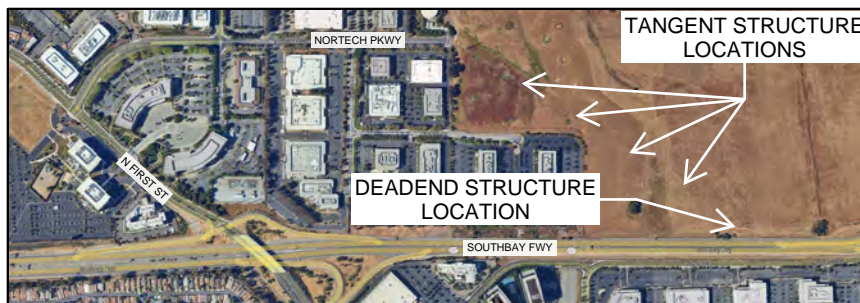 TANGENT STRUCTURE
LOCATIONS
NORTECH PKWY
N FIRST ST
DEADEND STRUCTURE
LOCATION
SOUTHBAY FWY